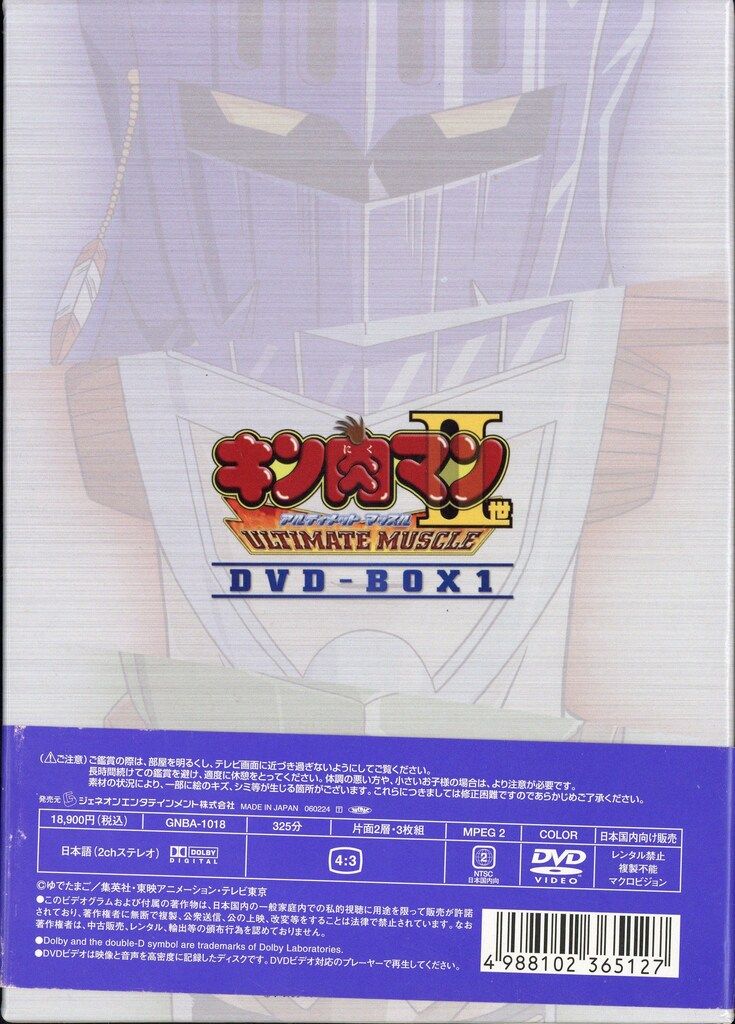 キン肉マンII世
にく
アルティメット・マッスル
ULTIMATE MUSCLE
DVD-BOX1
(⚠ご注意)ご鑑賞の際は、部屋を明るくし、テレビ画面に近づき過ぎないようにしてご覧ください。
長時間続けての鑑賞を避け、適度に休憩をとってください。体調の悪い方や、小さいお子様の場合は、より注意が必要です。
素材の状況により、一部に絵のキズ、シミ等が生じる箇所がございます。これらにつきましては修正困難ですのであらかじめご了承ください。
発売元 ジェネオンエンタテインメント株式会社 MADE IN JAPAN 060224 T
18,900円(税込) GNBA-1018 325分 片面2層・3枚組 MPEG 2 COLOR 日本国内向け販売
日本語(2chステレオ) DOLBY DIGITAL 4:3 2 NTSC 日本国内向 DVD VIDEO レンタル禁止 複製不能 マクロビジョン
©ゆでたまご/集英社・東映アニメーション・テレビ東京
●このビデオグラムおよび付属の著作物は、日本国内での一般家庭内での私的視聴に用途を限って販売が許諾
されており、著作権者に無断で複製、公衆送信、公の上映、改変等をすることは法律で禁止されています。なお
著作権者は、中古販売、レンタル、輸出等の頒布行為を認めておりません。
●Dolby and the double-D symbol are trademarks of Dolby Laboratories.
●DVDビデオは映像と音声を高密度に記録したディスクです。DVDビデオ対応のプレーヤーで再生してください。
4 988102 365127